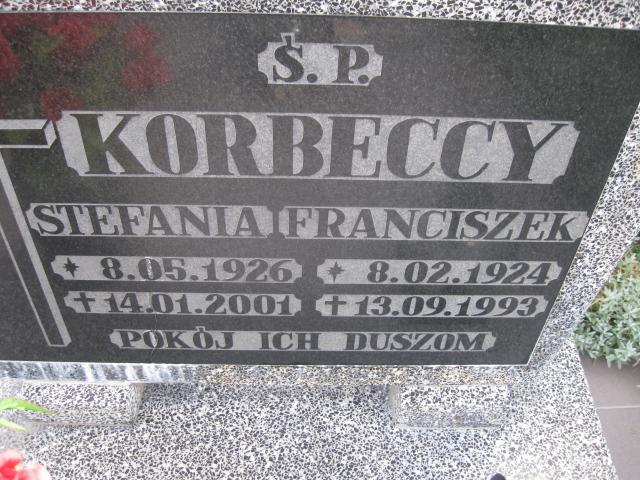 Ś. P.
KORBECCY
STEFANIA FRANCISZEK
* 8.05.1926 * 8.02.1924
✝ 14.01.2001 ✝ 13.09.1993
POKÓJ ICH DUSZOM